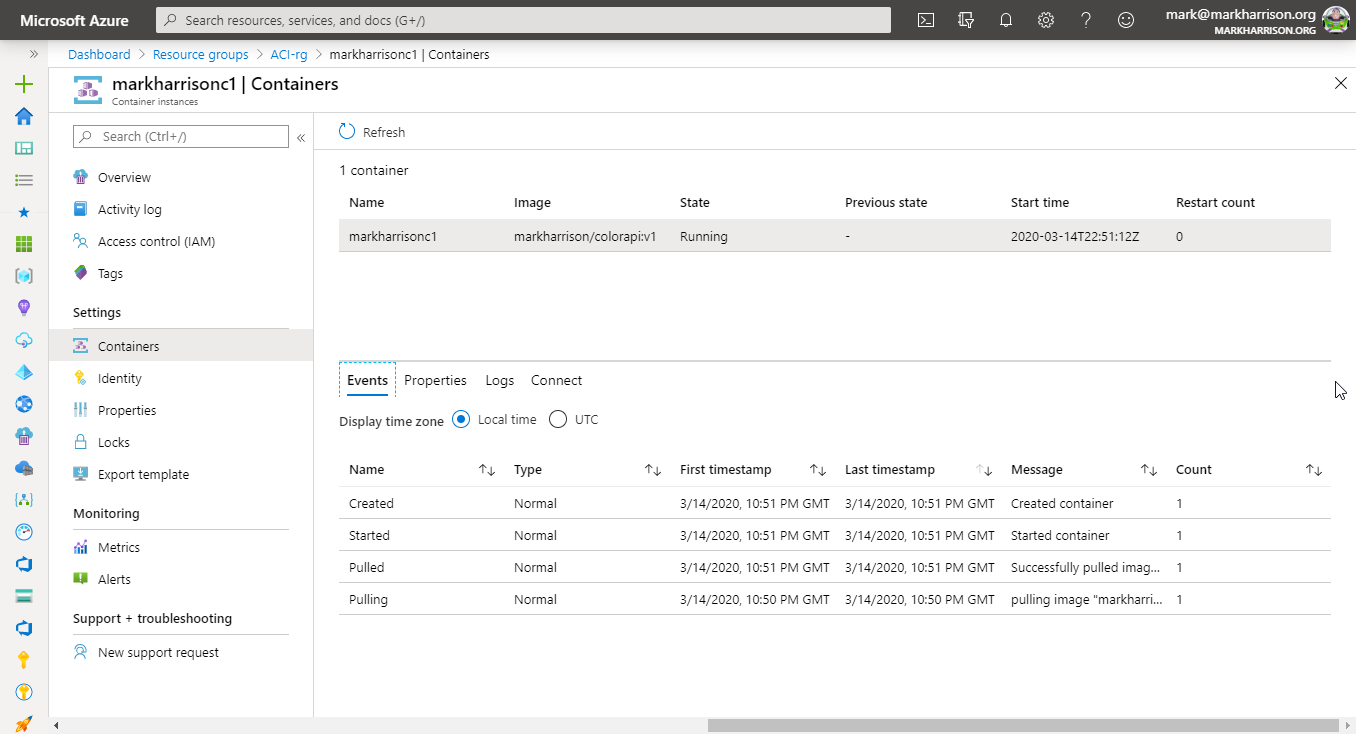 Microsoft Azure
Search resources, services, and docs (G+/)
mark@markharrison.org
MARKHARRISON.ORG
Dashboard > Resource groups > ACI-rg > markharrisonc1 | Containers
markharrisonc1 | Containers
Container instances
Search (Ctrl+/)
Overview
Activity log
Access control (IAM)
Tags
Settings
Containers
Identity
Properties
Locks
Export template
Monitoring
Metrics
Alerts
Support + troubleshooting
New support request
Refresh
1 container
Name Image State Previous state Start time Restart count
markharrisonc1 markharrison/colorapi:v1 Running - 2020-03-14T22:51:12Z 0
Events Properties Logs Connect
Display time zone Local time UTC
Name Type First timestamp Last timestamp Message Count
Created Normal 3/14/2020, 10:51 PM GMT 3/14/2020, 10:51 PM GMT Created container 1
Started Normal 3/14/2020, 10:51 PM GMT 3/14/2020, 10:51 PM GMT Started container 1
Pulled Normal 3/14/2020, 10:51 PM GMT 3/14/2020, 10:51 PM GMT Successfully pulled imag... 1
Pulling Normal 3/14/2020, 10:50 PM GMT 3/14/2020, 10:50 PM GMT pulling image "markharri... 1